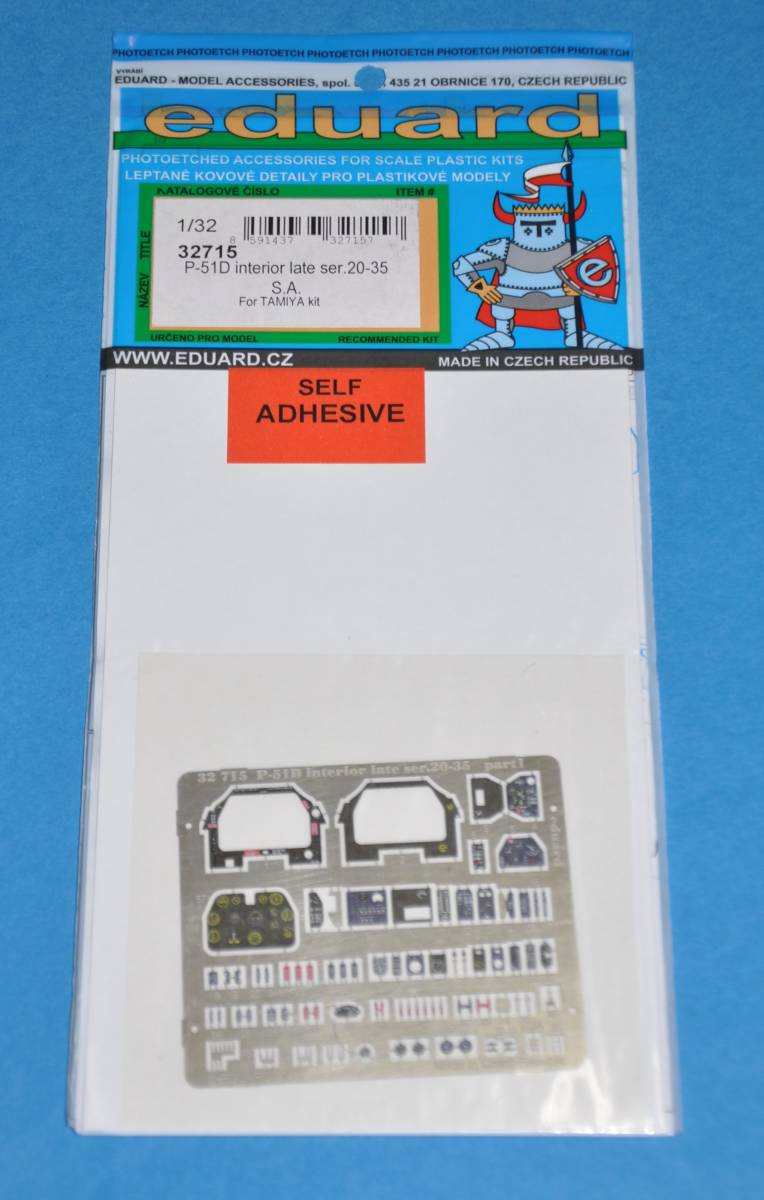 PHOTOETCH PHOTOETCH PHOTOETCH PHOTOETCH PHOTOETCH PHOTOETCH PHOTOETCH PHOTOETCH
VYRÁBÍ
EDUARD - MODEL ACCESSORIES, spol. 435 21 OBRNICE 170, CZECH REPUBLIC
eduard
PHOTOETCHED ACCESSORIES FOR SCALE PLASTIC KITS
LEPTANÉ KOVOVÉ DETAILY PRO PLASTIKOVÉ MODELY
KATALOGOVÉ ČÍSLO ITEM #
NÁZEV TITLE
1/32
8 591437 327157
32715
P-51D interior late ser.20-35
S.A.
For TAMIYA kit
URČENO PRO MODEL RECOMMENDED KIT
e
WWW.EDUARD.CZ MADE IN CZECH REPUBLIC
SELF
ADHESIVE
32 715 P-51D interior late ser.20-35 part1
eduard